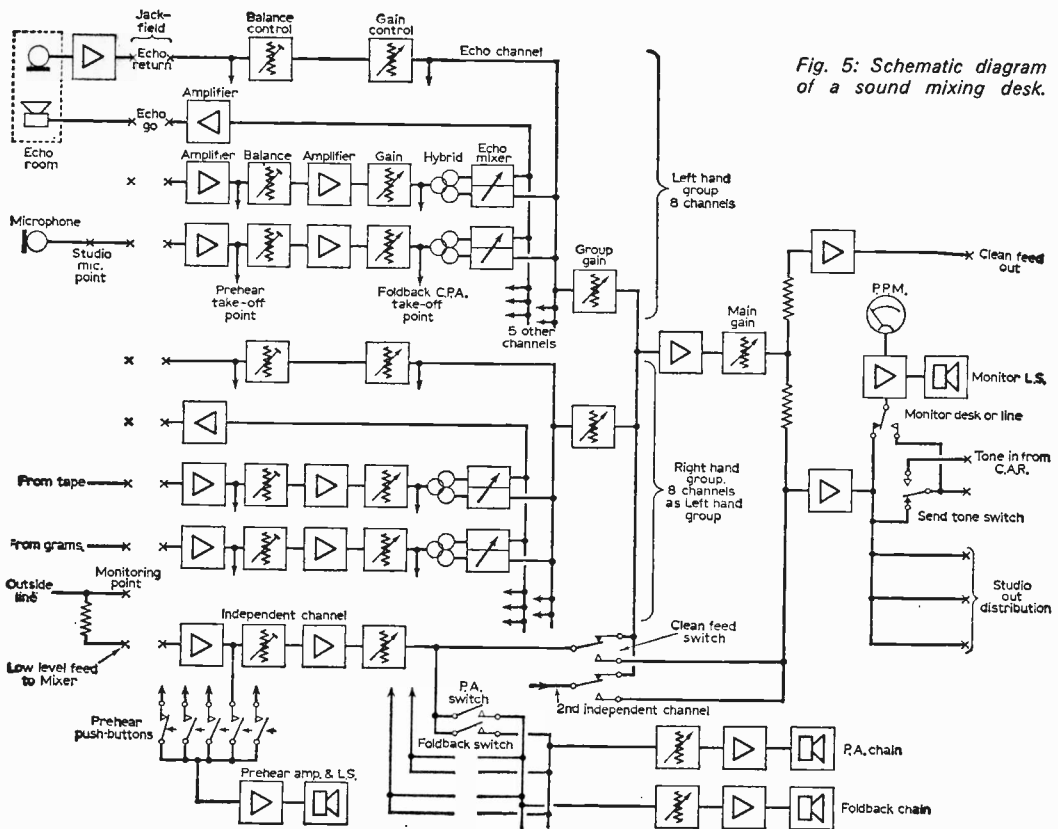 Fig. 5: Schematic diagram
of a sound mixing desk.
Jack-
field
Echo
return
Balance
control
Gain
control
Echo channel
Echo
go
Amplifier
Echo
room
Amplifier
Balance
Amplifier
Gain
Hybrid
Echo
mixer
Left hand
group
8 channels
Microphone
Studio
mic.
point
Prehear
take-off
point
Foldback C.P.A.
take-off
point
Group
gain
5 other
channels
Main
gain
Clean feed
out
P.P.M.
Monitor L.S.
Monitor desk or line
Tone in from
C.A.R.
Send tone switch
Studio
out
distribution
From tape
From grams.
Right hand
group.
8 channels
as Left hand
group
Outside
line
Monitoring
point
Low level feed
to Mixer
Independent channel
Clean feed
switch
2nd independent channel
P.A.
switch
Foldback switch
Prehear
push-buttons
Prehear amp. & L.S.
P.A. chain
Foldback chain